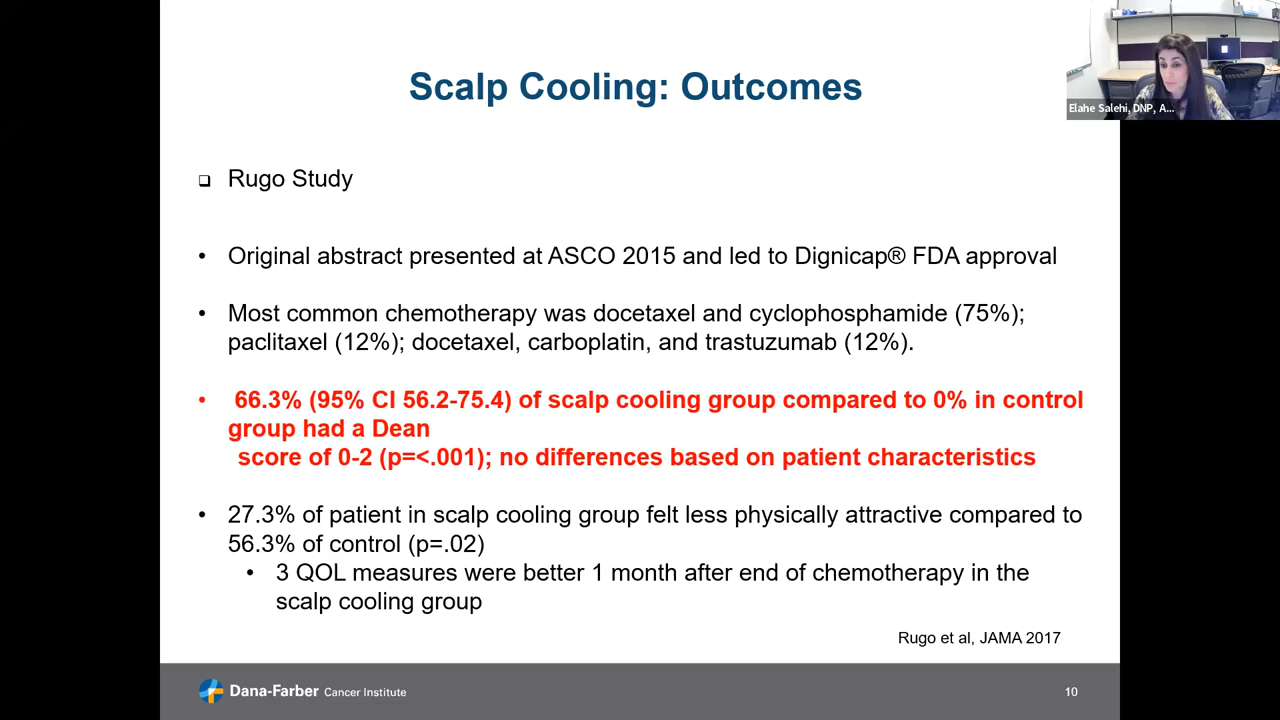 Scalp Cooling: Outcomes
Elahe Salehi, DNP, A...
❑ Rugo Study
• Original abstract presented at ASCO 2015 and led to Dignicap® FDA approval
• Most common chemotherapy was docetaxel and cyclophosphamide (75%);
paclitaxel (12%); docetaxel, carboplatin, and trastuzumab (12%).
• 66.3% (95% CI 56.2-75.4) of scalp cooling group compared to 0% in control
group had a Dean
score of 0-2 (p=<.001); no differences based on patient characteristics
• 27.3% of patient in scalp cooling group felt less physically attractive compared to
56.3% of control (p=.02)
• 3 QOL measures were better 1 month after end of chemotherapy in the
scalp cooling group
Rugo et al, JAMA 2017
Dana-Farber Cancer Institute
10